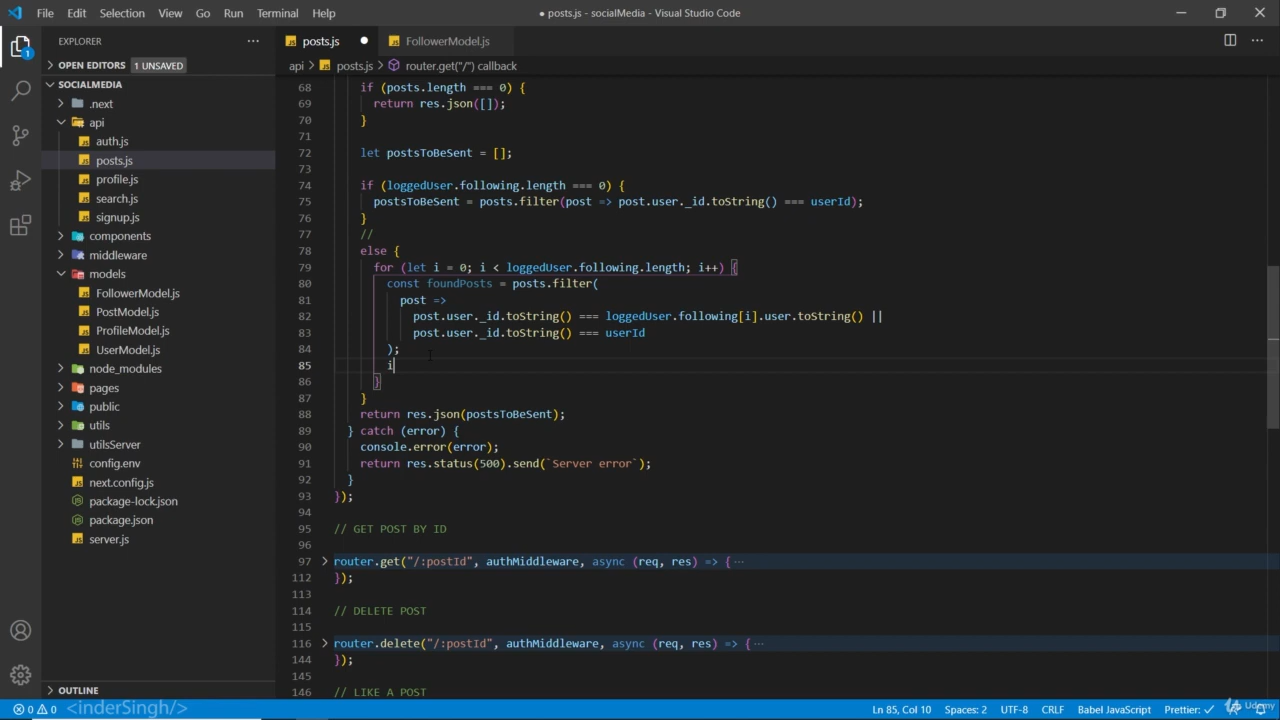 File Edit Selection View Go Run Terminal Help
● posts.js - socialMedia - Visual Studio Code
EXPLORER
OPEN EDITORS 1 UNSAVED
SOCIALMEDIA
.next
api
auth.js
posts.js
profile.js
search.js
signup.js
components
middleware
models
FollowerModel.js
PostModel.js
ProfileModel.js
UserModel.js
node_modules
pages
public
utils
utilsServer
config.env
next.config.js
package-lock.json
package.json
server.js
OUTLINE
posts.js ● FollowerModel.js
api > posts.js > router.get("/") callback
68 if (posts.length === 0) {
69 return res.json([]);
70 }
71
72 let postsToBeSent = [];
73
74 if (loggedUser.following.length === 0) {
75 postsToBeSent = posts.filter(post => post.user._id.toString() === userId);
76 }
77 //
78 else {
79 for (let i = 0; i < loggedUser.following.length; i++) {
80 const foundPosts = posts.filter(
81 post =>
82 post.user._id.toString() === loggedUser.following[i].user.toString() ||
83 post.user._id.toString() === userId
84 );
85 i
86 }
87 }
88 return res.json(postsToBeSent);
89 } catch (error) {
90 console.error(error);
91 return res.status(500).send(`Server error`);
92 }
93 });
94
95 // GET POST BY ID
96
97 router.get("/:postId", authMiddleware, async (req, res) => { ···
112 });
113
114 // DELETE POST
115
116 router.delete("/:postId", authMiddleware, async (req, res) => { ···
144 });
145
146 // LIKE A POST
1
0 0 <inderSingh/> Ln 85, Col 10 Spaces: 2 UTF-8 CRLF Babel JavaScript Prettier: ✓
Udemy